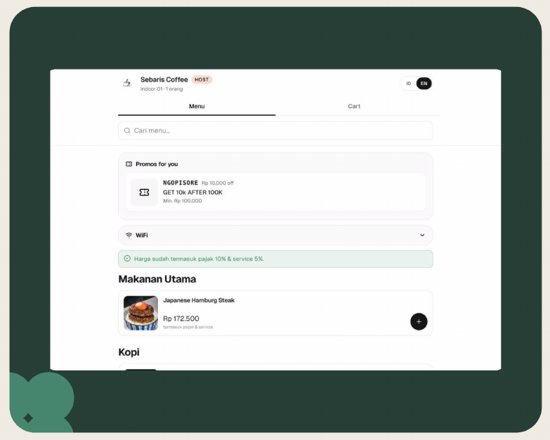 Sebaris Coffee HOST
Indoor 01 · 1 orang
ID EN
Menu Cart
Cari menu...
Promos for you
NGOPISORE Rp 10.000 off
GET 10k AFTER 100K
Min. Rp 100.000
WiFi
Harga sudah termasuk pajak 10% & service 5%.
Makanan Utama
Japanese Hamburg Steak
Rp 172.500
termasuk pajak & service
Kopi